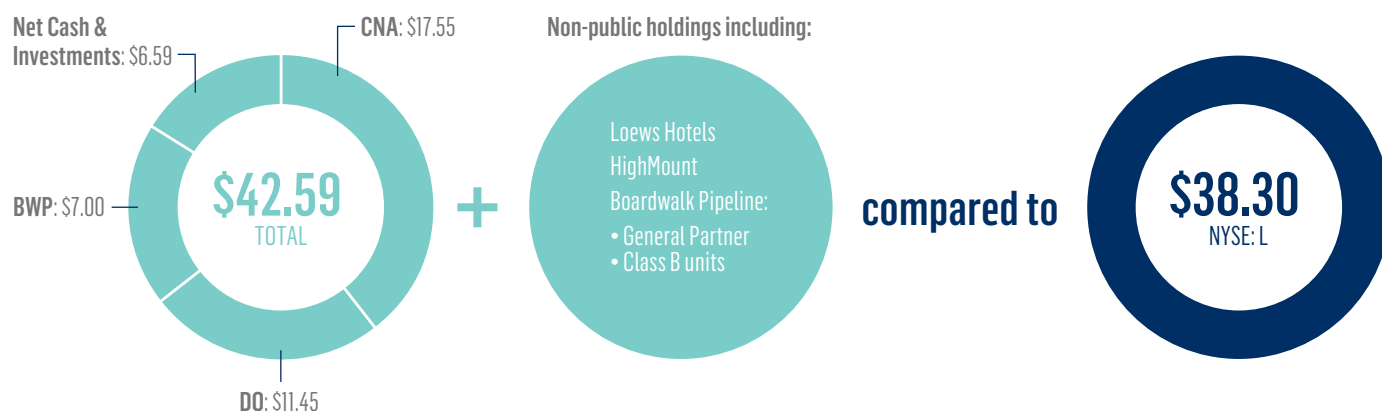 Net Cash &
Investments: $6.59
CNA: $17.55
BWP: $7.00
$42.59
TOTAL
DO: $11.45
+
Non-public holdings including:
Loews Hotels
HighMount
Boardwalk Pipeline:
• General Partner
• Class B units
compared to
$38.30
NYSE: L